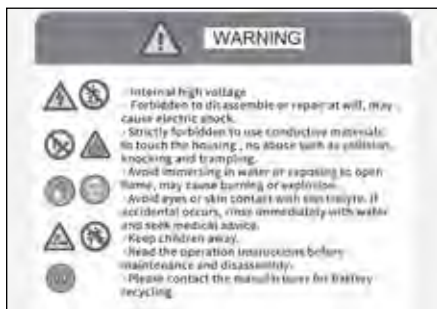 WARNING
· Internal high voltage
· Forbidden to disassemble or repair at will, may
cause electric shock.
· Strictly forbidden to use conductive materials
to touch the housing, no abuse such as collision,
knocking and trampling.
· Avoid immersing in water or exposing to open
flame, may cause burning or explosion.
· Avoid eyes or skin contact with electrolyte. If
accidental occurs, rinse immediately with water
and seek medical advice.
· Keep children away.
· Read the operation instructions before
maintenance and disassembly.
· Please contact the manufacturer for battery
recycling